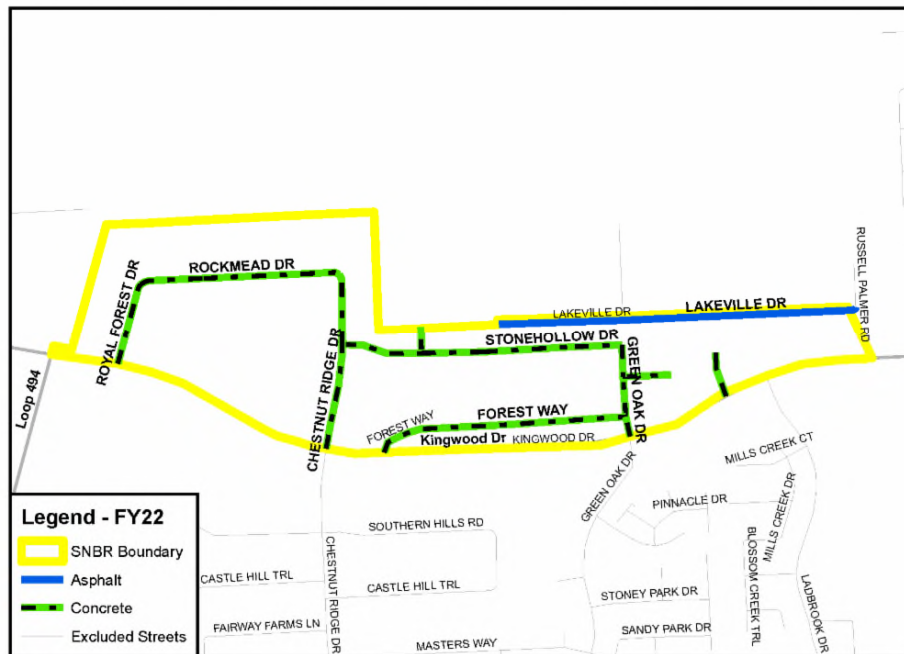 RUSSELL PALMER RD
ROCKMEAD DR
ROYAL FOREST DR
LAKEVILLE DR
LAKEVILLE DR
CHESTNUT RIDGE DR
STONEHOLLOW DR
GREEN OAK DR
Loop 494
FOREST WAY
FOREST WAY
Kingwood Dr
KINGWOOD DR
GREEN OAK DR
MILLS CREEK CT
MILLS CREEK DR
PINNACLE DR
Legend - FY22
SNBR Boundary
Asphalt
Concrete
Excluded Streets
SOUTHERN HILLS RD
CHESTNUT RIDGE DR
CASTLE HILL TRL
CASTLE HILL TRL
FAIRWAY FARMS LN
MASTERS WAY
STONEY PARK DR
SANDY PARK DR
BLOSSOM CREEK TRL
LADBROOK DR